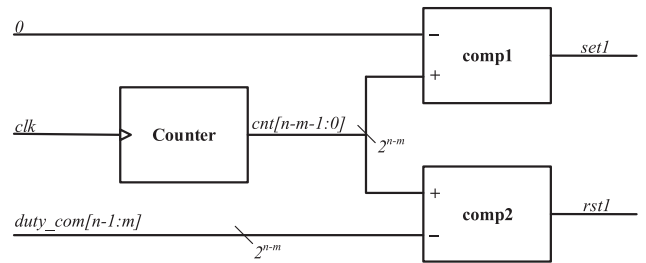 0
−
comp1
set1
+
clk
Counter
cnt[n-m-1:0]
2^{n-m}
duty_com[n-1:m]
2^{n-m}
+
comp2
rst1
−